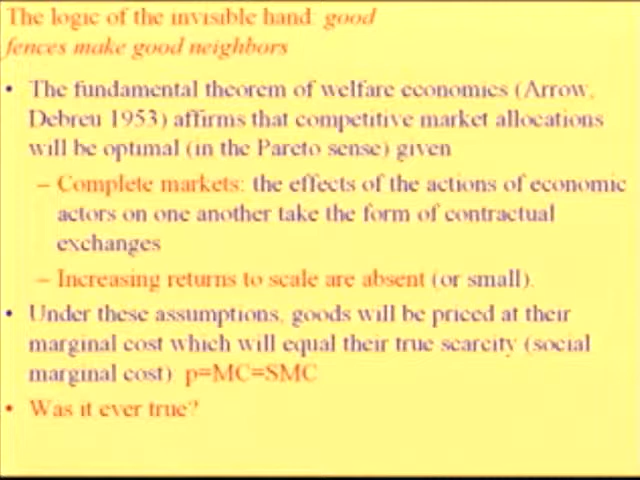 The logic of the invisible hand: good
fences make good neighbors
• The fundamental theorem of welfare economics (Arrow,
Debreu 1953) affirms that competitive market allocations
will be optimal (in the Pareto sense) given
– Complete markets: the effects of the actions of economic
actors on one another take the form of contractual
exchanges
– Increasing returns to scale are absent (or small).
• Under these assumptions, goods will be priced at their
marginal cost which will equal their true scarcity (social
marginal cost) p=MC=SMC
• Was it ever true?